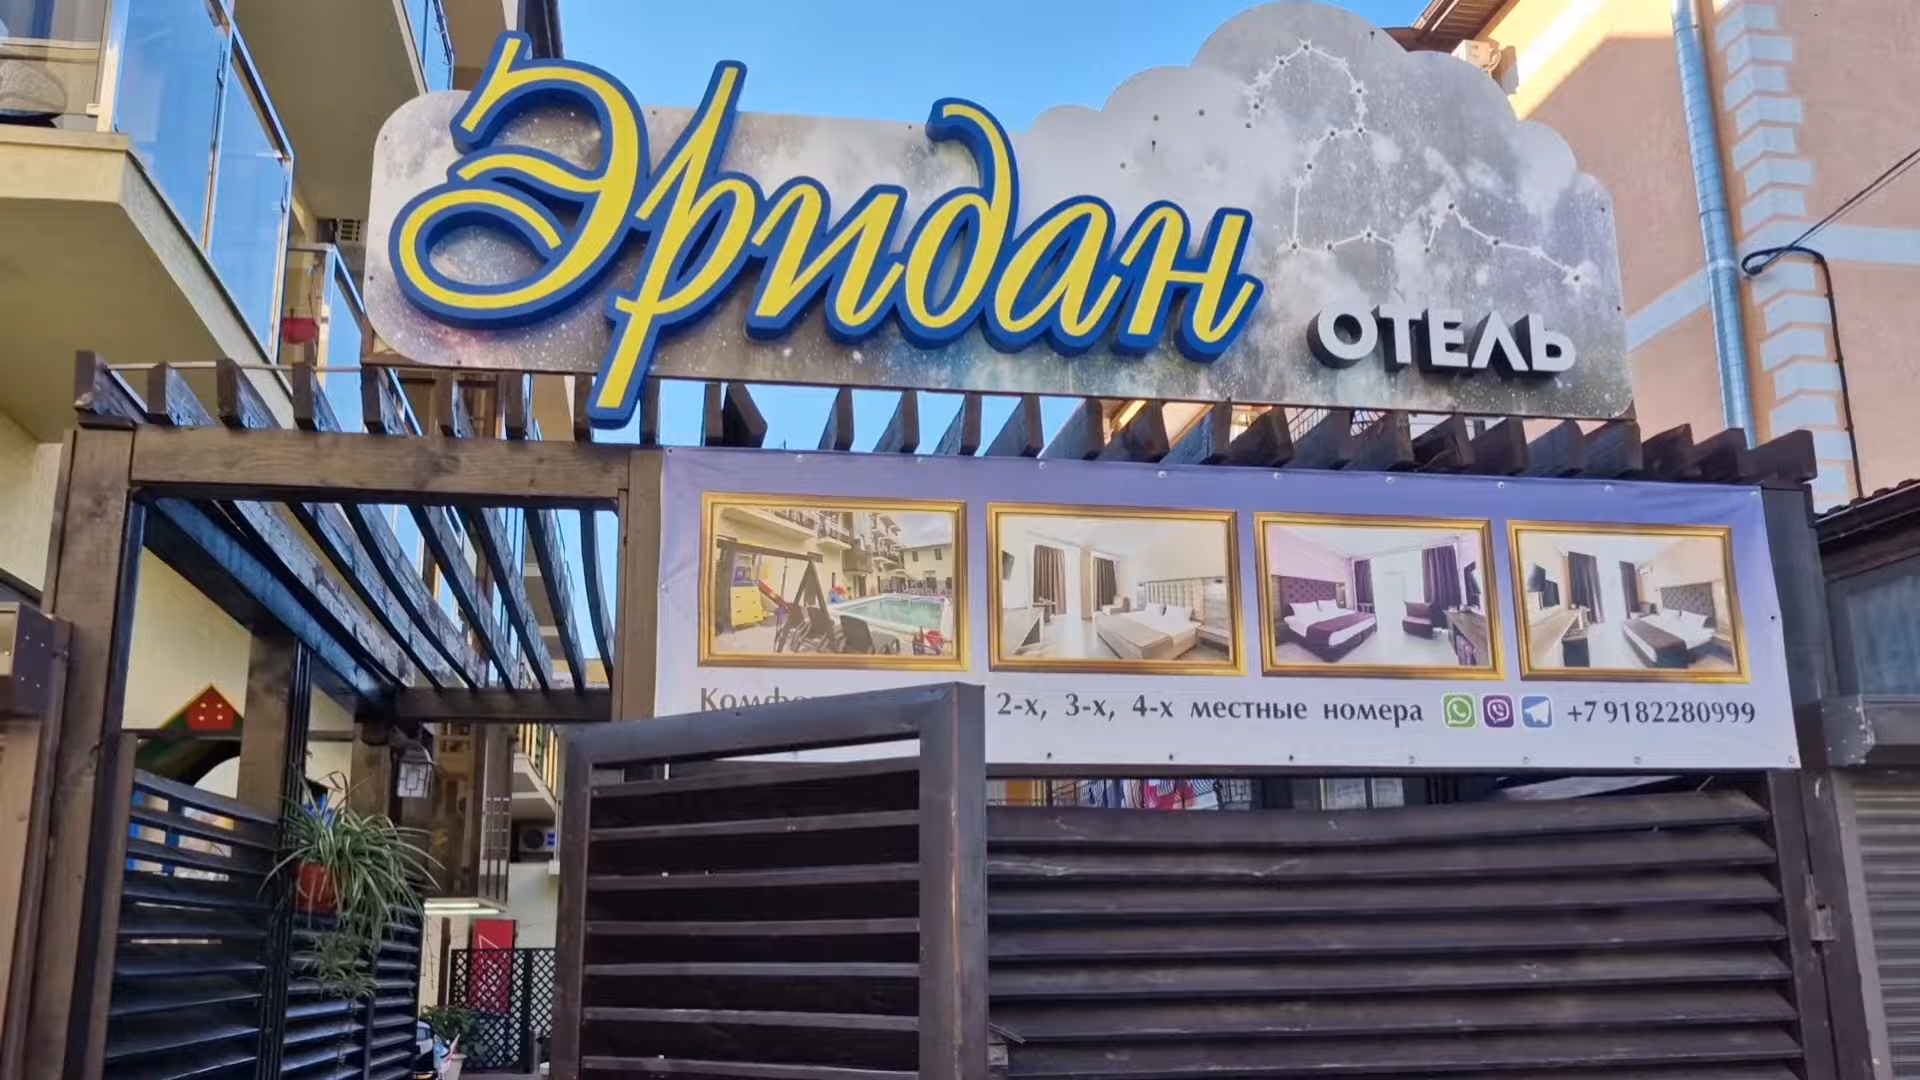 Эридан
ОТЕЛЬ
2-х, 3-х, 4-х местные номера +7 9182280999